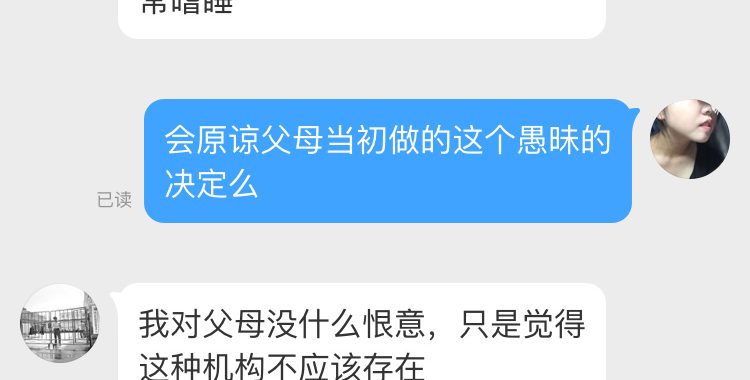 常嗜睡
会原谅父母当初做的这个愚昧的
决定么
已读
我对父母没什么恨意，只是觉得
这种机构不应该存在